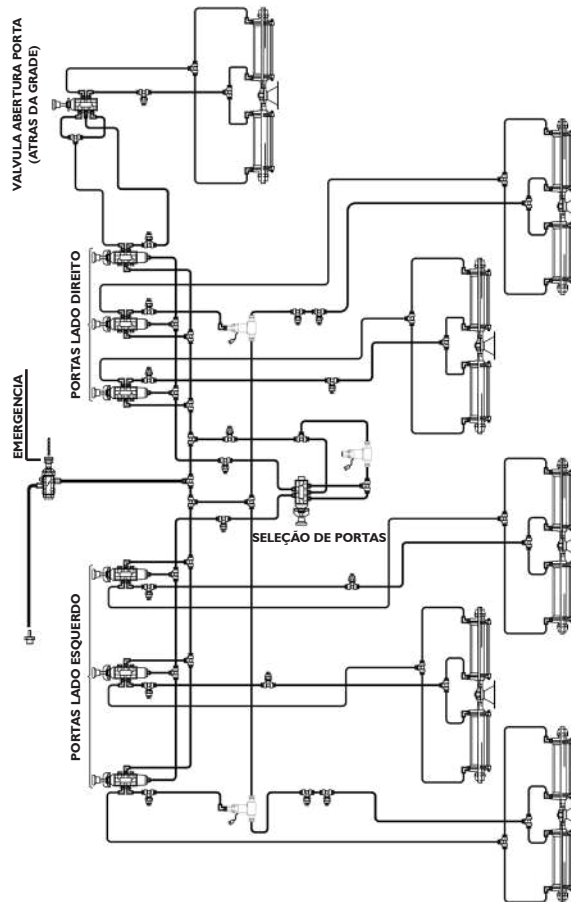 VALVULA ABERTURA PORTA
(ATRAS DA GRADE)
PORTAS LADO DIREITO
EMERGENCIA
SELEÇÃO DE PORTAS
PORTAS LADO ESQUERDO